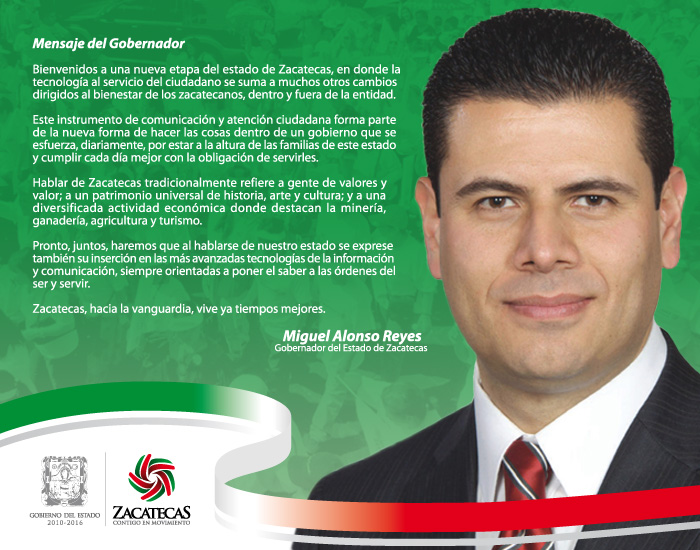 Mensaje del Gobernador
Bienvenidos a una nueva etapa del estado de Zacatecas, en donde la
tecnología al servicio del ciudadano se suma a muchos otros cambios
dirigidos al bienestar de los zacatecanos, dentro y fuera de la entidad.
Este instrumento de comunicación y atención ciudadana forma parte
de la nueva forma de hacer las cosas dentro de un gobierno que se
esfuerza, diariamente, por estar a la altura de las familias de este estado
y cumplir cada día mejor con la obligación de servirles.
Hablar de Zacatecas tradicionalmente refiere a gente de valores y
valor; a un patrimonio universal de historia, arte y cultura; y a una
diversificada actividad económica donde destacan la minería,
ganadería, agricultura y turismo.
Pronto, juntos, haremos que al hablarse de nuestro estado se exprese
también su inserción en las más avanzadas tecnologías de la información
y comunicación, siempre orientadas a poner el saber a las órdenes del
ser y servir.
Zacatecas, hacia la vanguardia, vive ya tiempos mejores.
Miguel Alonso Reyes
Gobernador del Estado de Zacatecas
GOBIERNO DEL ESTADO
2010-2016
ZACATECAS
CONTIGO EN MOVIMIENTO